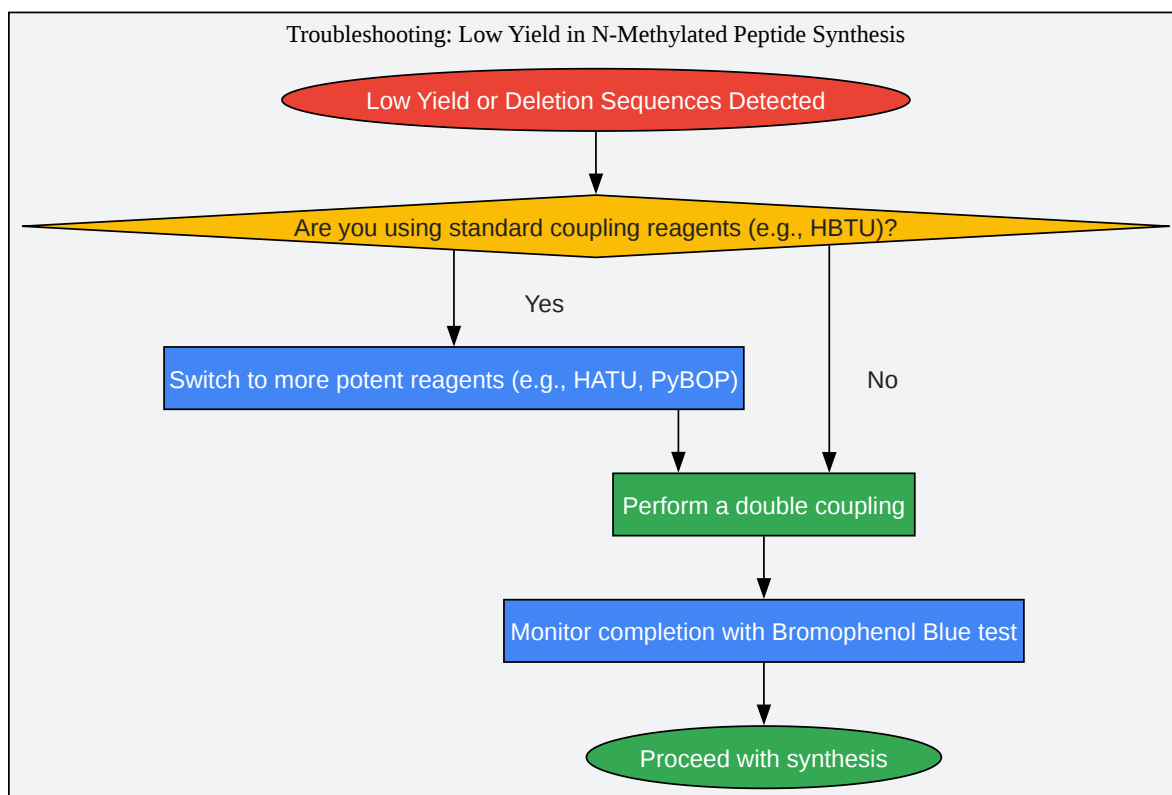 Troubleshooting: Low Yield in N-Methylated Peptide Synthesis
Low Yield or Deletion Sequences Detected
Are you using standard coupling reagents (e.g., HBTU)?
Yes
Switch to more potent reagents (e.g., HATU, PyBOP)
No
Perform a double coupling
Monitor completion with Bromophenol Blue test
Proceed with synthesis